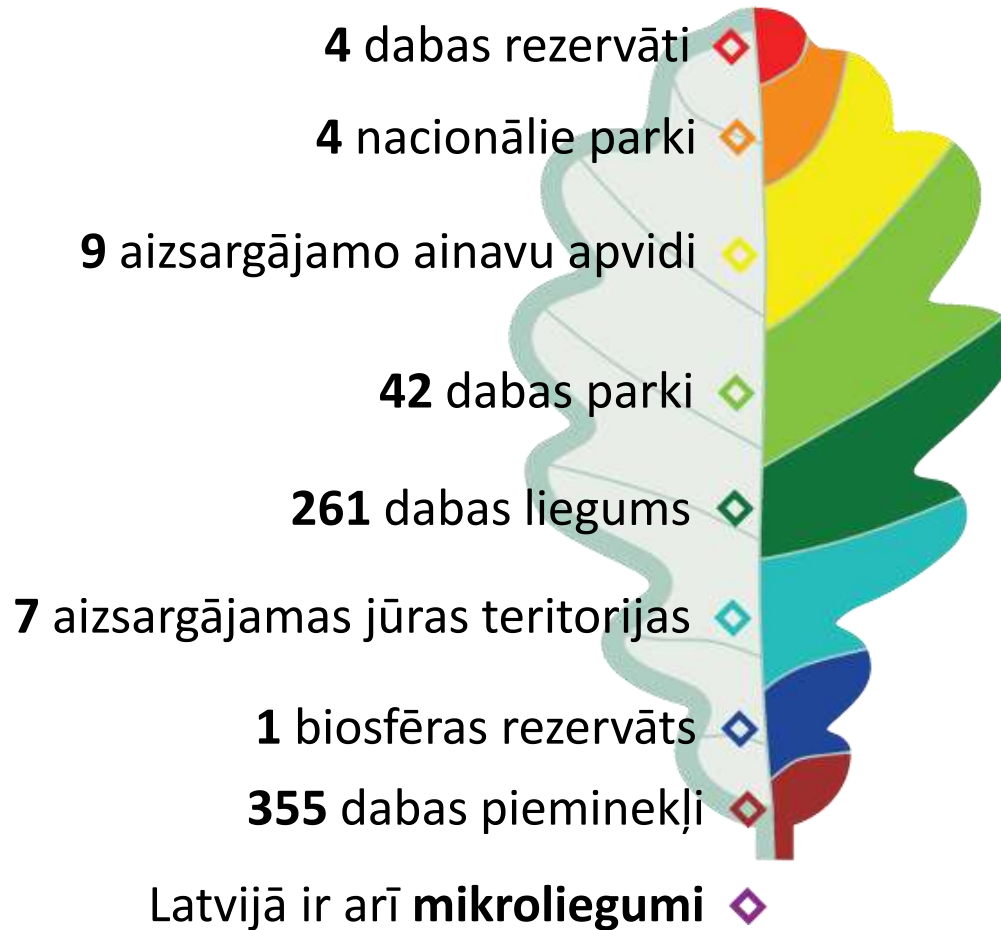 4 dabas rezervāti
4 nacionālie parki
9 aizsargājamo ainavu apvidi
42 dabas parki
261 dabas liegums
7 aizsargājamas jūras teritorijas
1 biosfēras rezervāts
355 dabas pieminekļi
Latvijā ir arī mikroliegumi